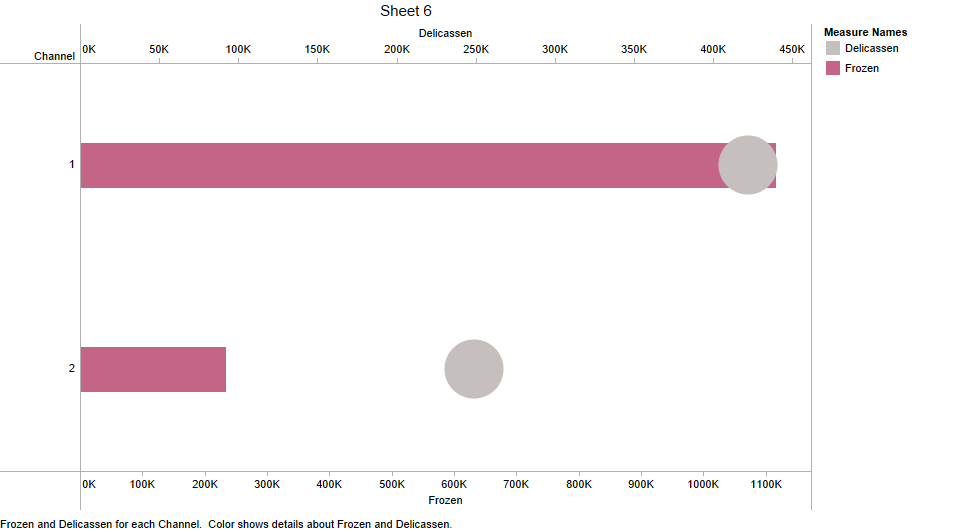 Sheet 6
Delicassen
Channel 0K 50K 100K 150K 200K 250K 300K 350K 400K 450K
Measure Names
Delicassen
Frozen
1
2
0K 100K 200K 300K 400K 500K 600K 700K 800K 900K 1000K 1100K
Frozen
Frozen and Delicassen for each Channel. Color shows details about Frozen and Delicassen.